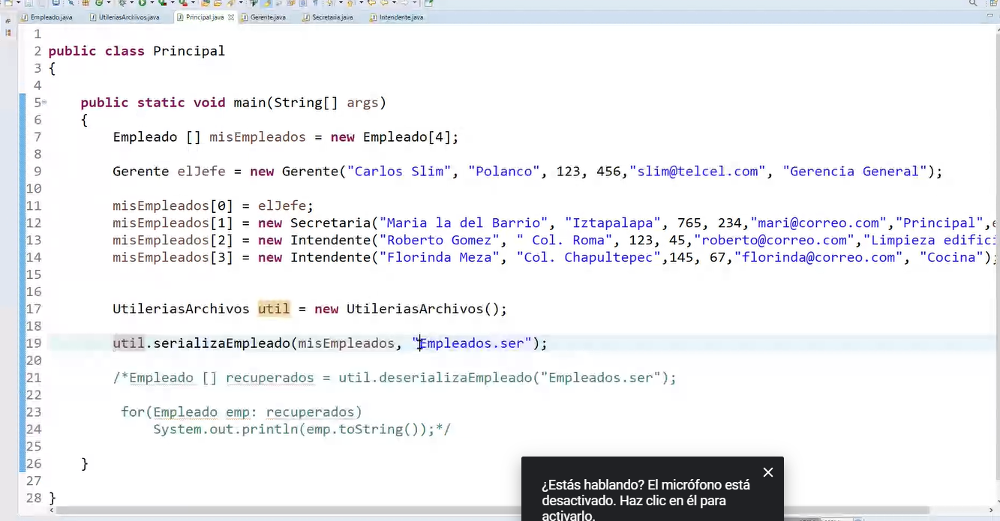 Empleado.java UtileriasArchivos.java Principal.java Gerente.java Secretaria.java Intendente.java
1
2 public class Principal
3 {
4
5 public static void main(String[] args)
6 {
7 Empleado [] misEmpleados = new Empleado[4];
8
9 Gerente elJefe = new Gerente("Carlos Slim", "Polanco", 123, 456,"slim@telcel.com", "Gerencia General");
10
11 misEmpleados[0] = elJefe;
12 misEmpleados[1] = new Secretaria("Maria la del Barrio", "Iztapalapa", 765, 234,"mari@correo.com","Principal",e
13 misEmpleados[2] = new Intendente("Roberto Gomez", " Col. Roma", 123, 45,"roberto@correo.com","Limpieza edifici
14 misEmpleados[3] = new Intendente("Florinda Meza", "Col. Chapultepec",145, 67,"florinda@correo.com", "Cocina");
15
16
17 UtileriasArchivos util = new UtileriasArchivos();
18
19 util.serializaEmpleado(misEmpleados, "Empleados.ser");
20
21 /*Empleado [] recuperados = util.deserializaEmpleado("Empleados.ser");
22
23 for(Empleado emp: recuperados)
24 System.out.println(emp.toString());*/
25
26 }
27
28 }
¿Estás hablando? El micrófono está
desactivado. Haz clic en él para
activarlo.